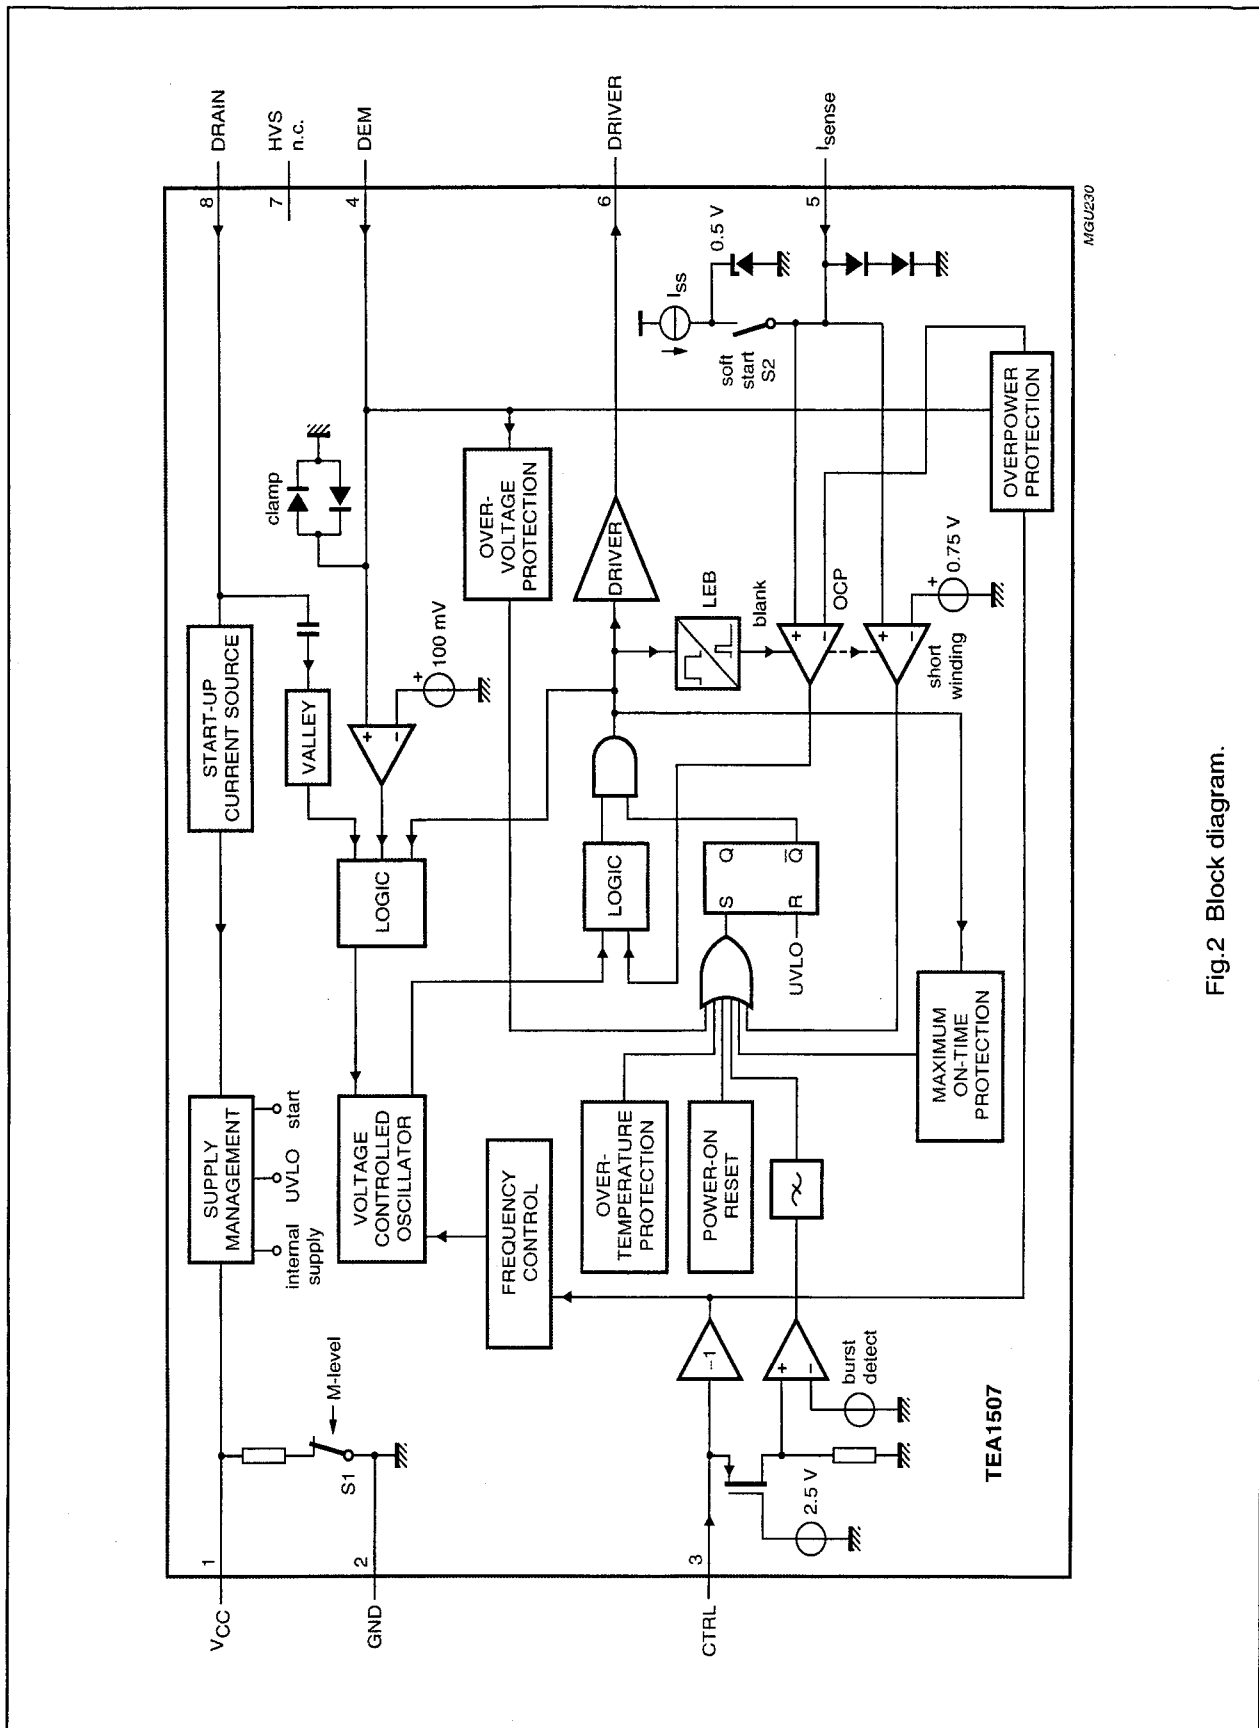 VCC
1
GND
2
CTRL
3
S1
M-level
SUPPLY
MANAGEMENT
internal
supply
UVLO
start
START-UP
CURRENT SOURCE
8
DRAIN
7
HVS
n.c.
4
DEM
VALLEY
clamp
100 mV
+
−
LOGIC
VOLTAGE
CONTROLLED
OSCILLATOR
FREQUENCY
CONTROL
OVER-
VOLTAGE
PROTECTION
LOGIC
DRIVER
6
DRIVER
OVER-
TEMPERATURE
PROTECTION
POWER-ON
RESET
S
Q
R
Q
UVLO
LEB
blank
−1
2.5 V
burst
detect
+
−
MAXIMUM
ON-TIME
PROTECTION
short
winding
OCP
+
−
+
−
+
0.75 V
soft
start
S2
ISS
0.5 V
5
Isense
OVERPOWER
PROTECTION
TEA1507
MGU230
Fig.2 Block diagram.